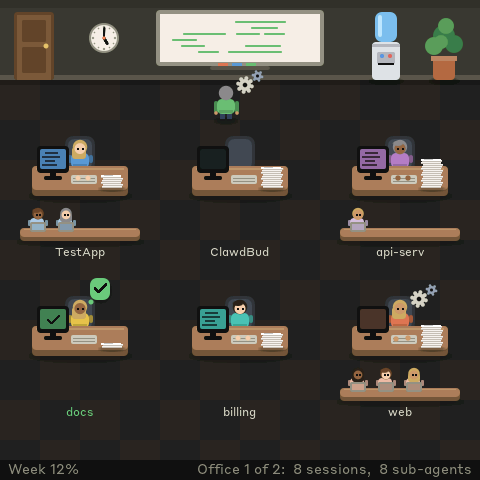 TestApp
ClawdBud
api-serv
docs
billing
web
Week 12%
Office 1 of 2: 8 sessions, 8 sub-agents